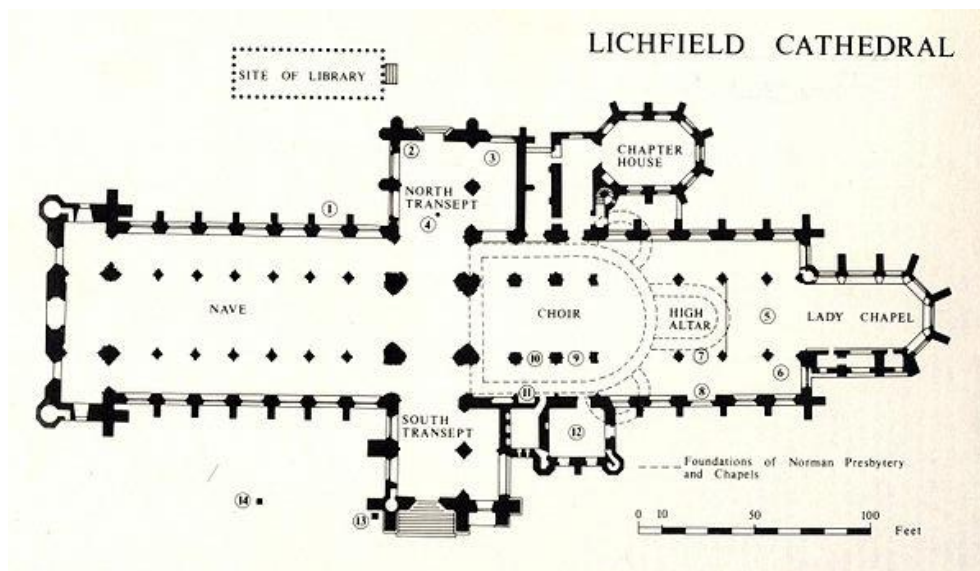 LICHFIELD CATHEDRAL
SITE OF LIBRARY
CHAPTER
HOUSE
2
3
NORTH
TRANSEPT
1
4
NAVE
CHOIR
HIGH
ALTAR
5
LADY CHAPEL
10
9
7
6
11
8
SOUTH
TRANSEPT
12
Foundations of Norman Presbytery
and Chapels
14
13
0 10 50 100
Feet